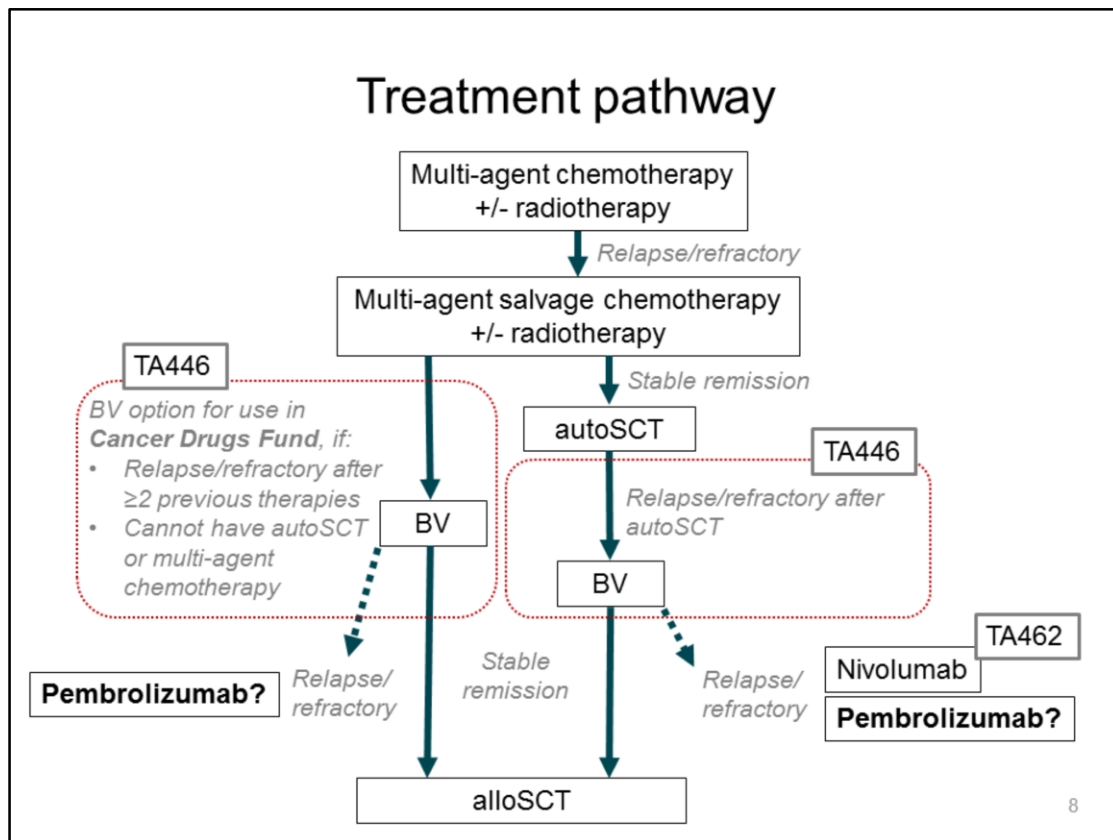 Treatment pathway
Multi-agent chemotherapy
+/- radiotherapy
Relapse/refractory
Multi-agent salvage chemotherapy
+/- radiotherapy
TA446
BV option for use in
Cancer Drugs Fund, if:
• Relapse/refractory after
≥2 previous therapies
• Cannot have autoSCT
or multi-agent
chemotherapy
BV
Stable remission
autoSCT
TA446
Relapse/refractory after
autoSCT
BV
Pembrolizumab?
Relapse/
refractory
Stable
remission
Relapse/
refractory
TA462
Nivolumab
Pembrolizumab?
alloSCT
8